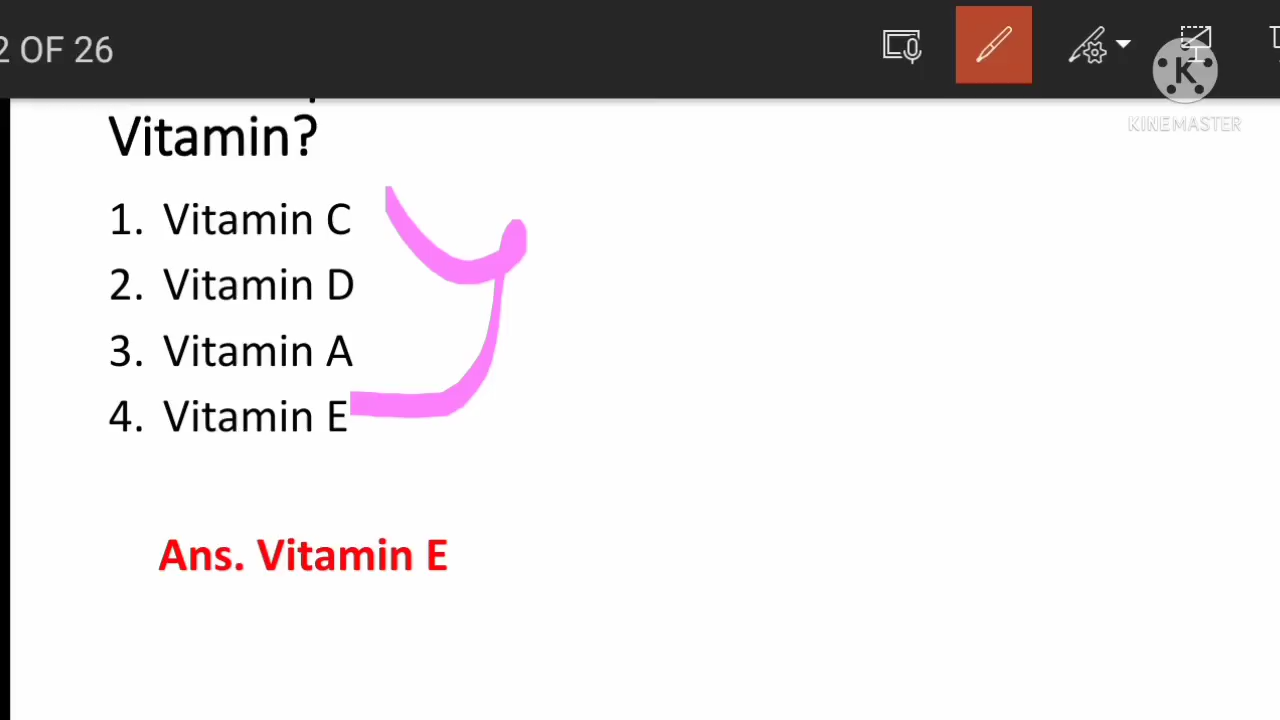 2 OF 26
K
KINEMASTER
Vitamin?
1. Vitamin C
2. Vitamin D
3. Vitamin A
4. Vitamin E
Ans. Vitamin E